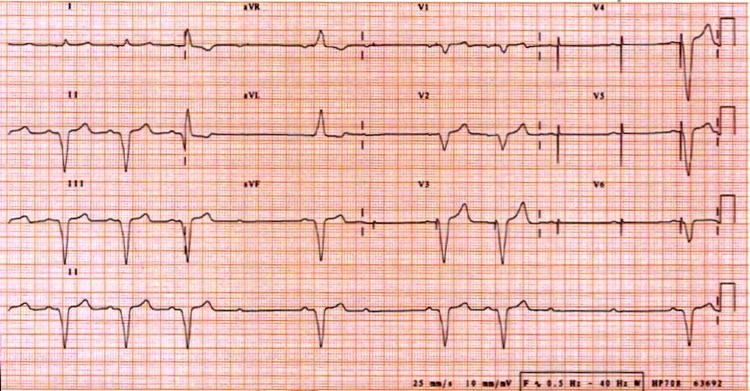 I aVR V1 V4
II aVL V2 V5
III aVF V3 V6
II
25 mm/s 10 mm/mV F ∿ 0.5 Hz - 40 Hz W HP708 63692